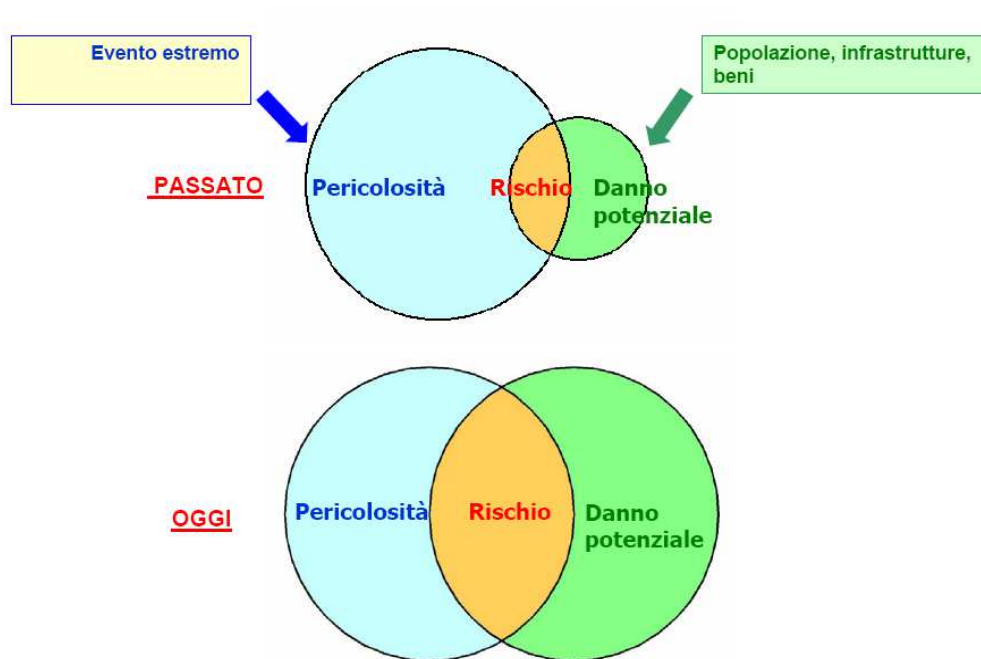 Evento estremo
Popolazione, infrastrutture,
beni
PASSATO
Pericolosità
Rischio
Danno
potenziale
OGGI
Pericolosità
Rischio
Danno
potenziale